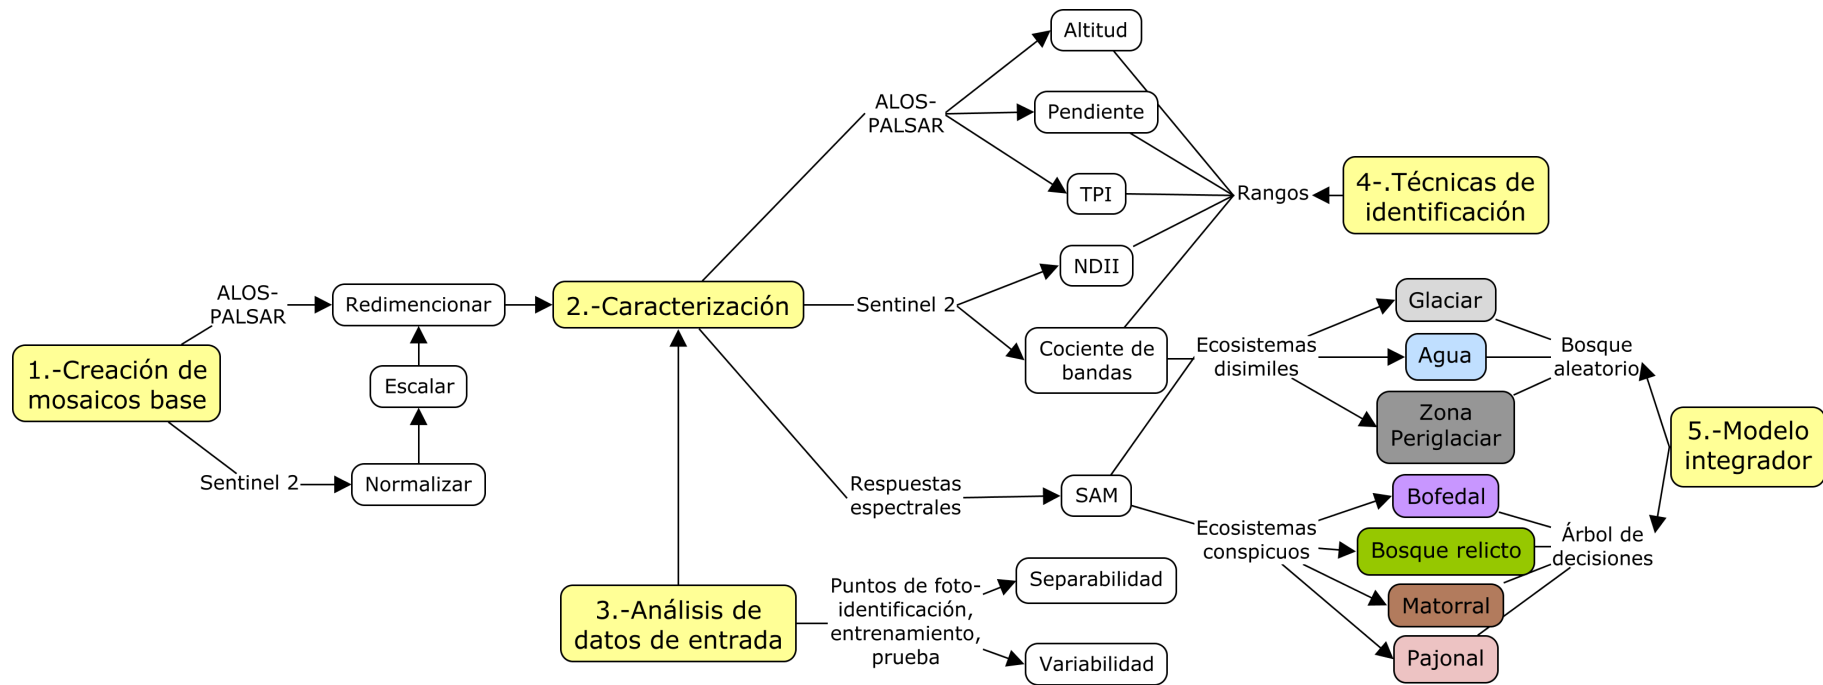 1.-Creación de
mosaicos base
ALOS-
PALSAR
Sentinel 2
Redimencionar
Escalar
Normalizar
2.-Caracterización
3.-Análisis de
datos de entrada
ALOS-
PALSAR
Sentinel 2
Respuestas
espectrales
Puntos de foto-
identificación,
entrenamiento,
prueba
Altitud
Pendiente
TPI
NDII
Cociente de
bandas
SAM
Separabilidad
Variabilidad
Rangos
4-.Técnicas de
identificación
Ecosistemas
disimiles
Ecosistemas
conspicuos
Glaciar
Agua
Zona
Periglaciar
Bofedal
Bosque relicto
Matorral
Pajonal
Bosque
aleatorio
Árbol de
decisiones
5.-Modelo
integrador